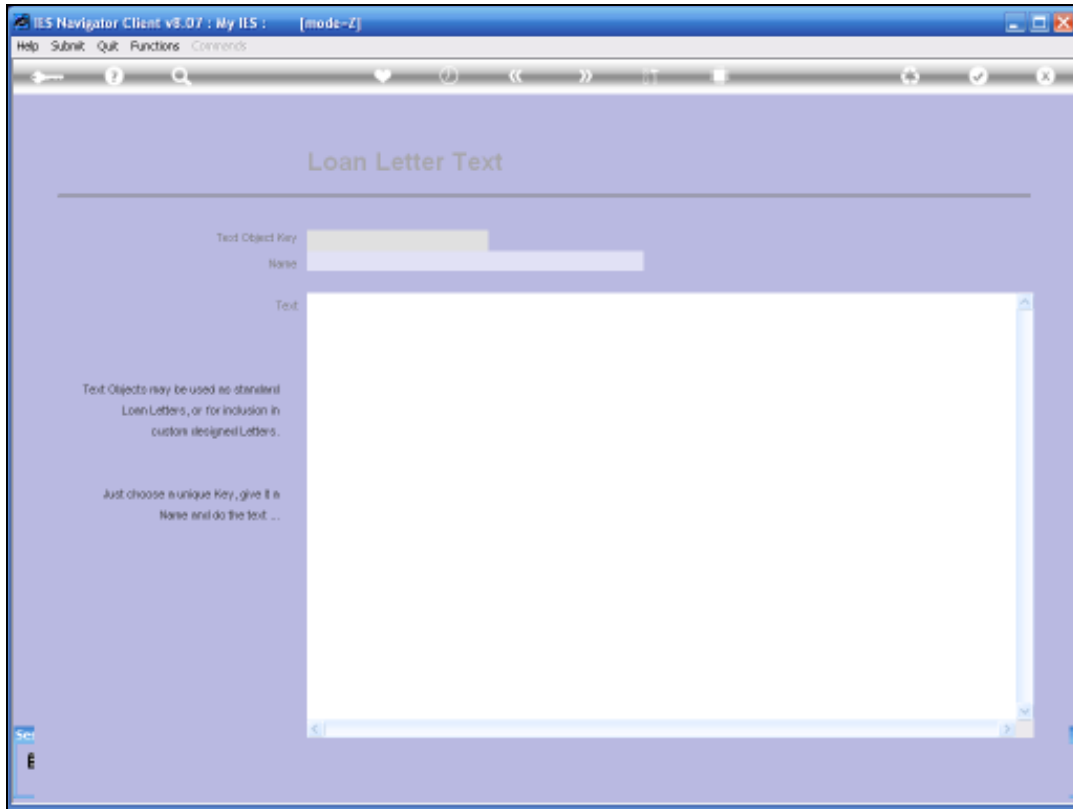 IES Navigator Client v8.07 : My IES : [mode=Z]
Help Submit Quit Functions Commends
Loan Letter Text
Text Object Key
Name
Text
Text Objects may be used as standard
Loan Letters, or for inclusion in
custom designed Letters.
Just choose a unique Key, give it a
Name and do the text ...
Ses